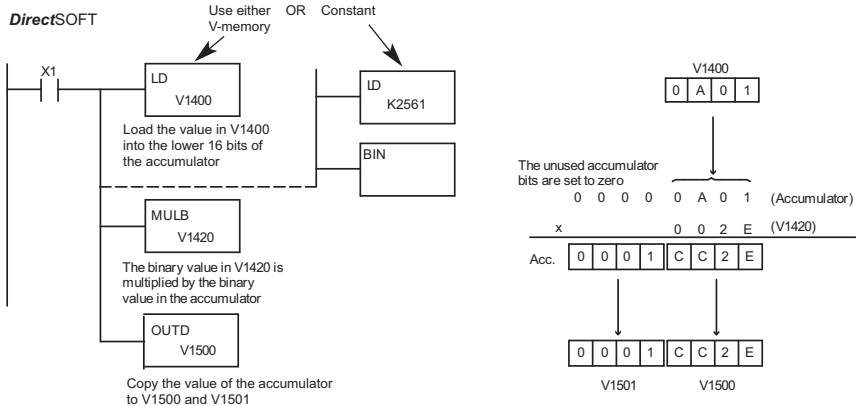 DirectSOFT
Use either OR Constant
V-memory
X1
LD
V1400
LD
K2561
Load the value in V1400
into the lower 16 bits of
the accumulator
BIN
MULB
V1420
The binary value in V1420 is
multiplied by the binary
value in the accumulator
OUTD
V1500
Copy the value of the accumulator
to V1500 and V1501
V1400
0 A 0 1
The unused accumulator
bits are set to zero
0 0 0 0 0 A 0 1 (Accumulator)
x 0 0 2 E (V1420)
Acc. 0 0 0 1 C C 2 E
0 0 0 1 C C 2 E
V1501 V1500